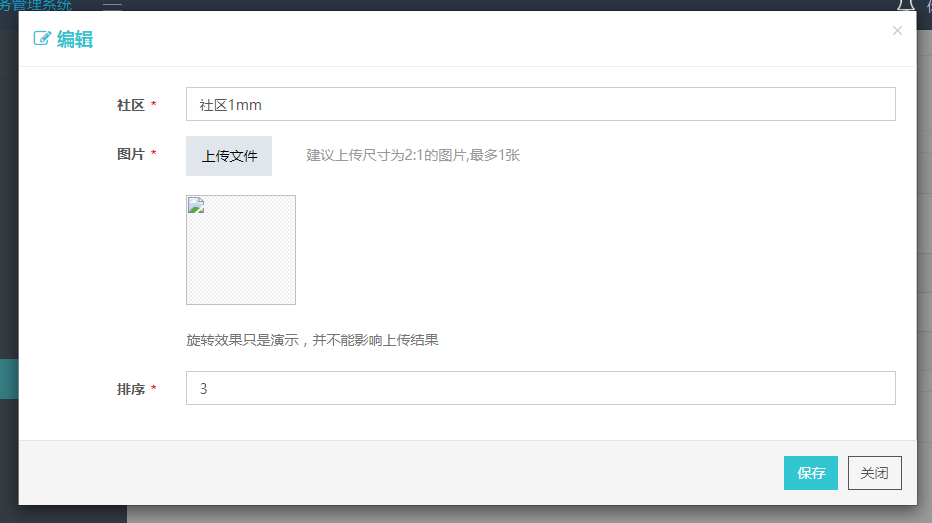 务管理系统
编辑
×
社区 *
社区1mm
图片 *
上传文件
建议上传尺寸为2:1的图片,最多1张
旋转效果只是演示，并不能影响上传结果
排序 *
3
保存
关闭